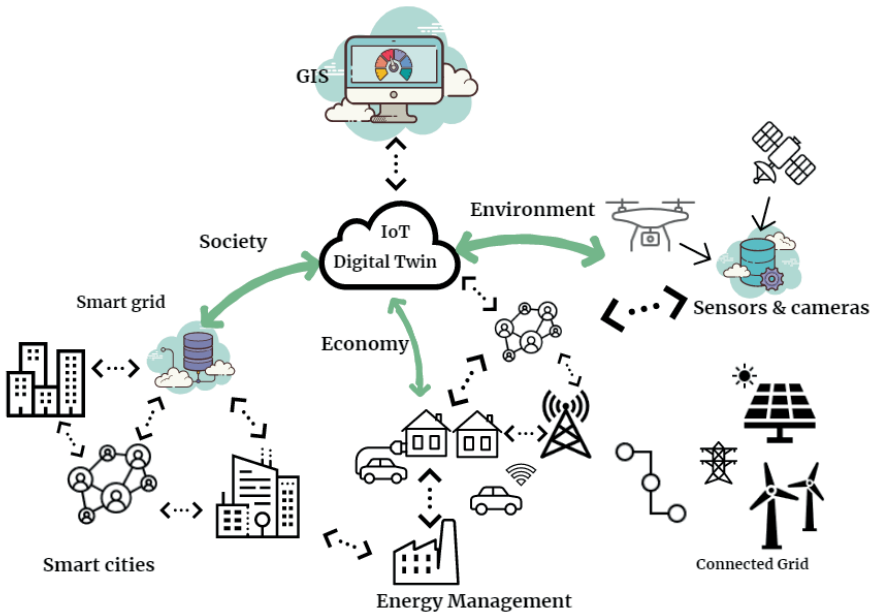 GIS
Environment
IoT
Society
Digital Twin
Smart grid
Sensors & cameras
Economy
Connected Grid
Smart cities
Energy Management